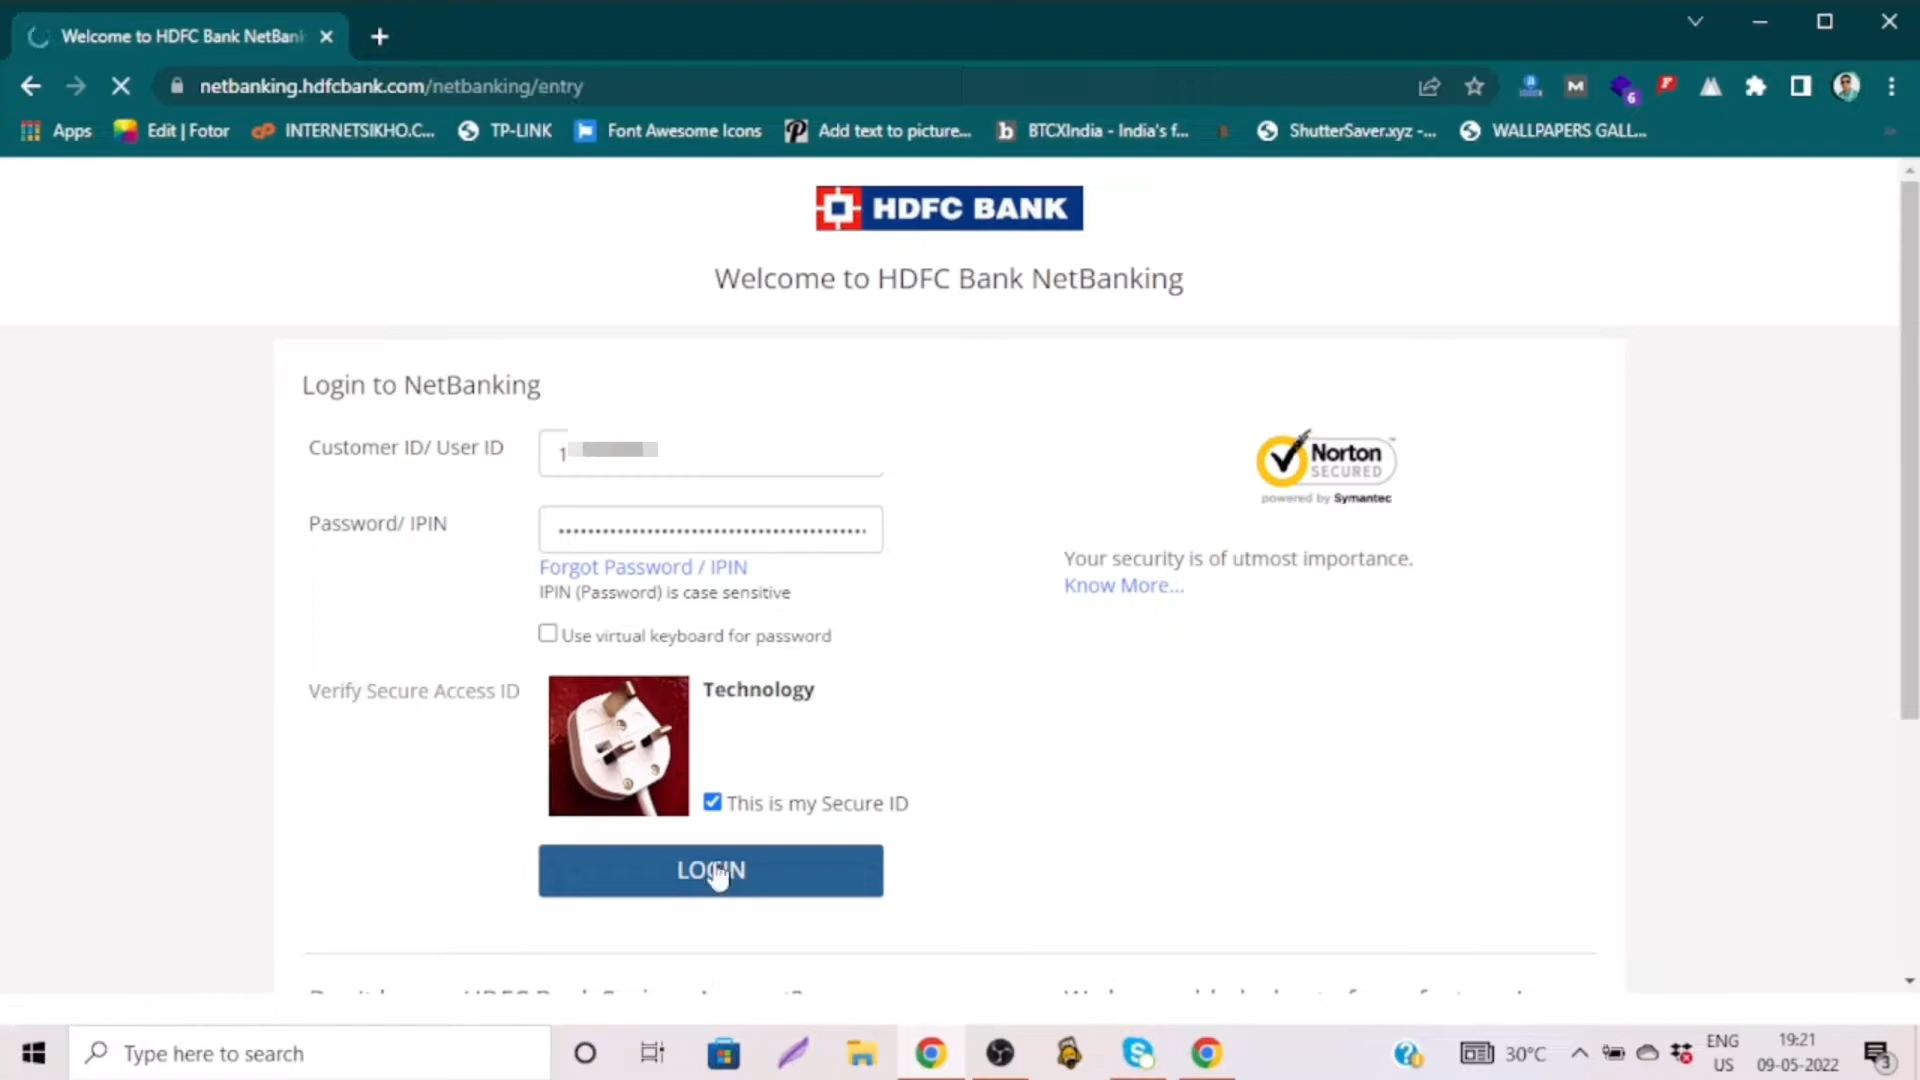 Welcome to HDFC Bank NetBank
netbanking.hdfcbank.com/netbanking/entry
6
Apps
Edit | Fotor
INTERNETSIKHO.C...
TP-LINK
Font Awesome Icons
Add text to picture...
BTCXIndia - India's f...
ShutterSaver.xyz -...
WALLPAPERS GALL...
HDFC BANK
Welcome to HDFC Bank NetBanking
Login to NetBanking
Customer ID/ User ID
1
Norton
SECURED
powered by Symantec
Password/ IPIN
Forgot Password / IPIN
IPIN (Password) is case sensitive
Your security is of utmost importance.
Know More...
Use virtual keyboard for password
Verify Secure Access ID
Technology
This is my Secure ID
LOGIN
Type here to search
30°C
ENG
US
19:21
09-05-2022
3